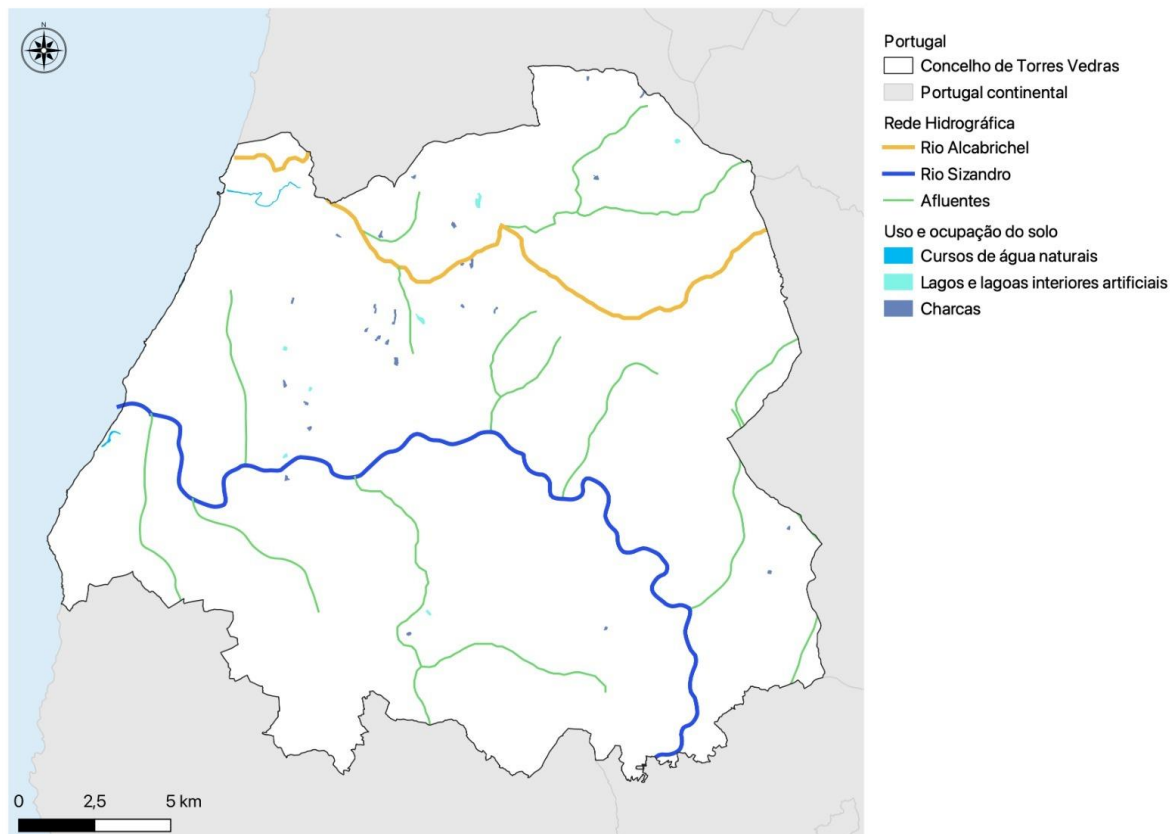 N
Portugal
Concelho de Torres Vedras
Portugal continental
Rede Hidrográfica
Rio Alcabrichel
Rio Sizandro
Afluentes
Uso e ocupação do solo
Cursos de água naturais
Lagos e lagoas interiores artificiais
Charcas
0 2,5 5 km